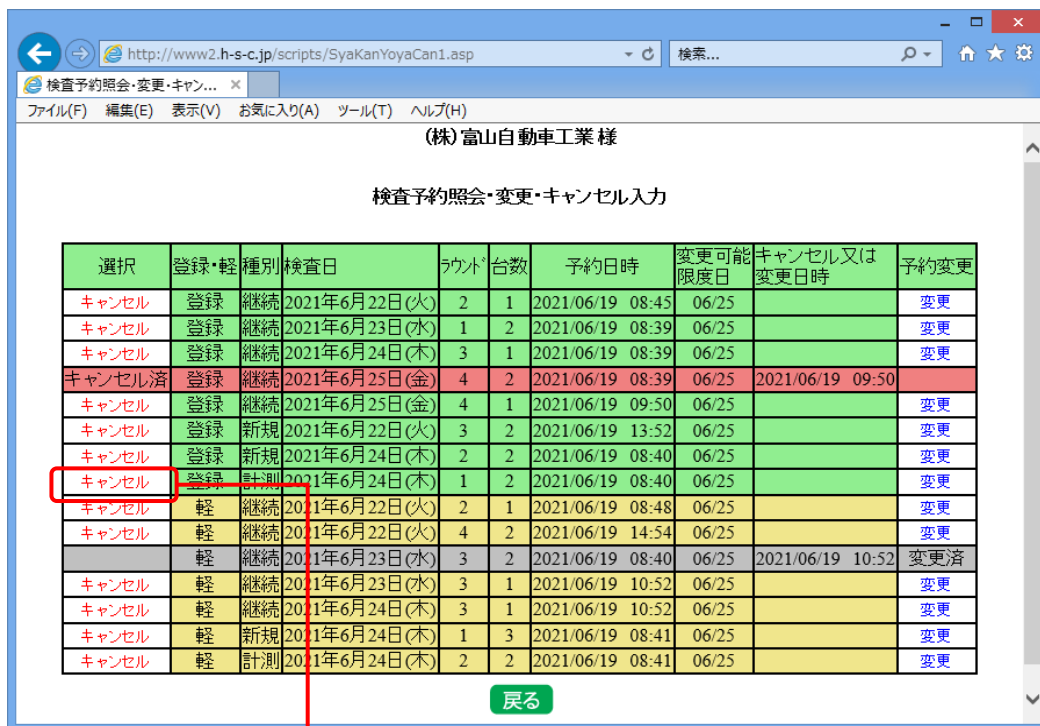 http://www2.h-s-c.jp/scripts/SyaKanYoyaCan1.asp 検索...
検査予約照会・変更・キャン... ×
ファイル(F) 編集(E) 表示(V) お気に入り(A) ツール(T) ヘルプ(H)
(株)富山自動車工業 様
検査予約照会・変更・キャンセル入力
選択 登録・軽 種別 検査日 ラウンド 台数 予約日時 変更可能限度日 キャンセル又は変更日時 予約変更
キャンセル 登録 継続 2021年6月22日(火) 2 1 2021/06/19 08:45 06/25 変更
キャンセル 登録 継続 2021年6月23日(水) 1 2 2021/06/19 08:39 06/25 変更
キャンセル 登録 継続 2021年6月24日(木) 3 1 2021/06/19 08:39 06/25 変更
キャンセル済 登録 継続 2021年6月25日(金) 4 2 2021/06/19 08:39 06/25 2021/06/19 09:50
キャンセル 登録 継続 2021年6月25日(金) 4 1 2021/06/19 09:50 06/25 変更
キャンセル 登録 新規 2021年6月22日(火) 3 2 2021/06/19 13:52 06/25 変更
キャンセル 登録 新規 2021年6月24日(木) 2 2 2021/06/19 08:40 06/25 変更
キャンセル 登録 計測 2021年6月24日(木) 1 2 2021/06/19 08:40 06/25 変更
キャンセル 軽 継続 2021年6月22日(火) 2 1 2021/06/19 08:48 06/25 変更
キャンセル 軽 継続 2021年6月22日(火) 4 2 2021/06/19 14:54 06/25 変更
軽 継続 2021年6月23日(水) 3 2 2021/06/19 08:40 06/25 2021/06/19 10:52 変更済
キャンセル 軽 継続 2021年6月23日(水) 3 1 2021/06/19 10:52 06/25 変更
キャンセル 軽 継続 2021年6月24日(木) 3 1 2021/06/19 10:52 06/25 変更
キャンセル 軽 新規 2021年6月24日(木) 1 3 2021/06/19 08:41 06/25 変更
キャンセル 軽 計測 2021年6月24日(木) 2 2 2021/06/19 08:41 06/25 変更
戻る